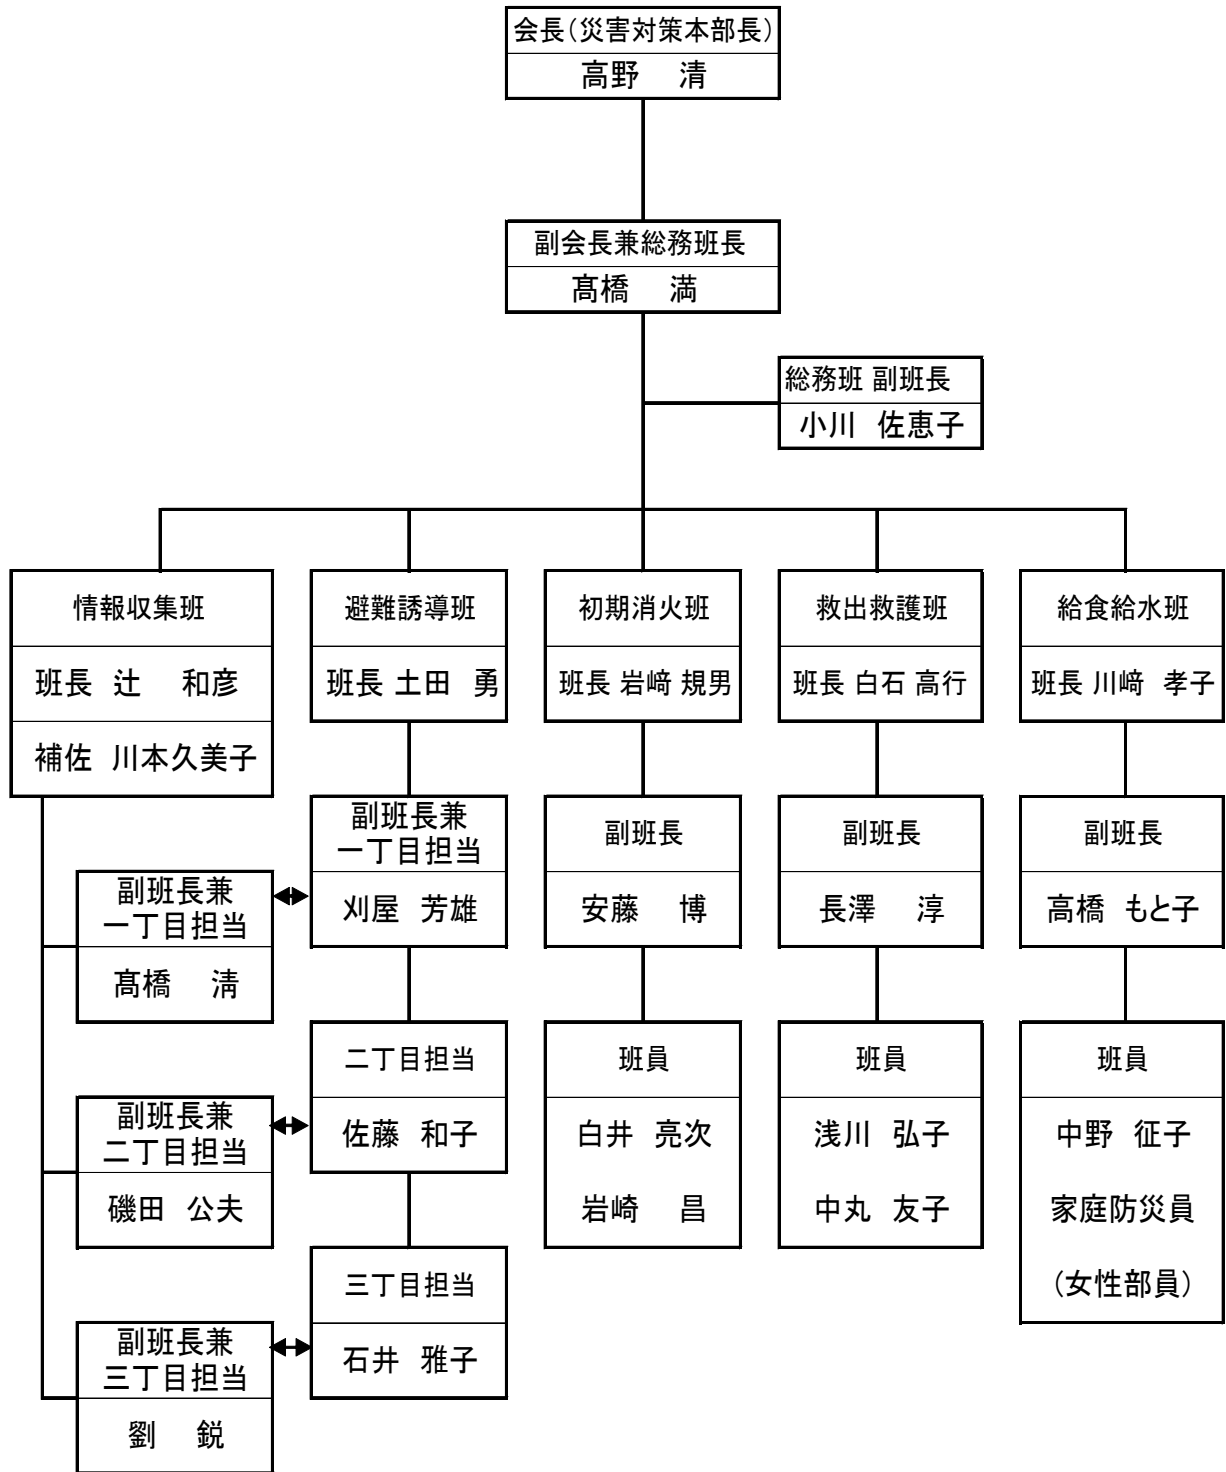 会長(災害対策本部長)
高野 清
副会長兼総務班長
髙橋 満
総務班 副班長
小川 佐恵子
情報収集班
班長 辻 和彦
補佐 川本久美子
副班長兼
一丁目担当
髙橋 淸
副班長兼
二丁目担当
磯田 公夫
副班長兼
三丁目担当
劉 鋭
避難誘導班
班長 土田 勇
副班長兼
一丁目担当
刈屋 芳雄
二丁目担当
佐藤 和子
三丁目担当
石井 雅子
初期消火班
班長 岩﨑 規男
副班長
安藤 博
班員
白井 亮次
岩崎 昌
救出救護班
班長 白石 高行
副班長
長澤 淳
班員
浅川 弘子
中丸 友子
給食給水班
班長 川﨑 孝子
副班長
高橋 もと子
班員
中野 征子
家庭防災員
(女性部員)